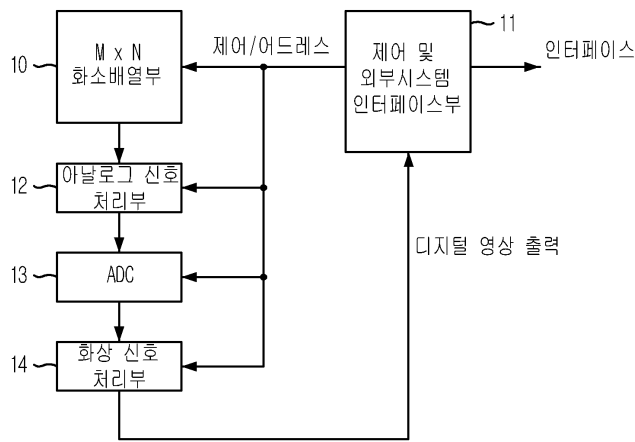 10
M x N
화소배열부
제어/어드레스
제어 및
외부시스템
인터페이스부
11
인터페이스
12
아날로그 신호
처리부
13
ADC
디지털 영상 출력
14
화상 신호
처리부